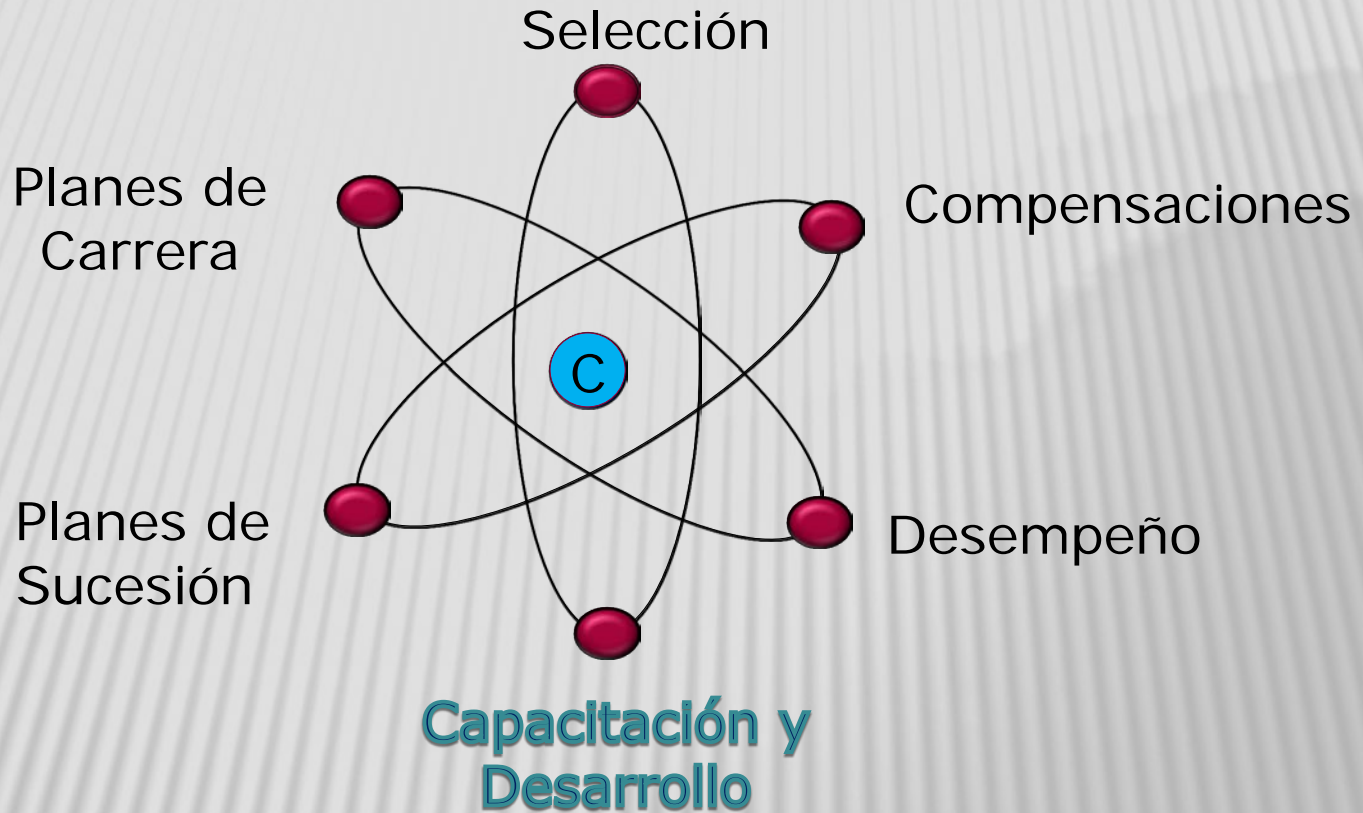 Selección
Planes de
Carrera
Compensaciones
C
Planes de
Sucesión
Desempeño
Capacitación y
Desarrollo